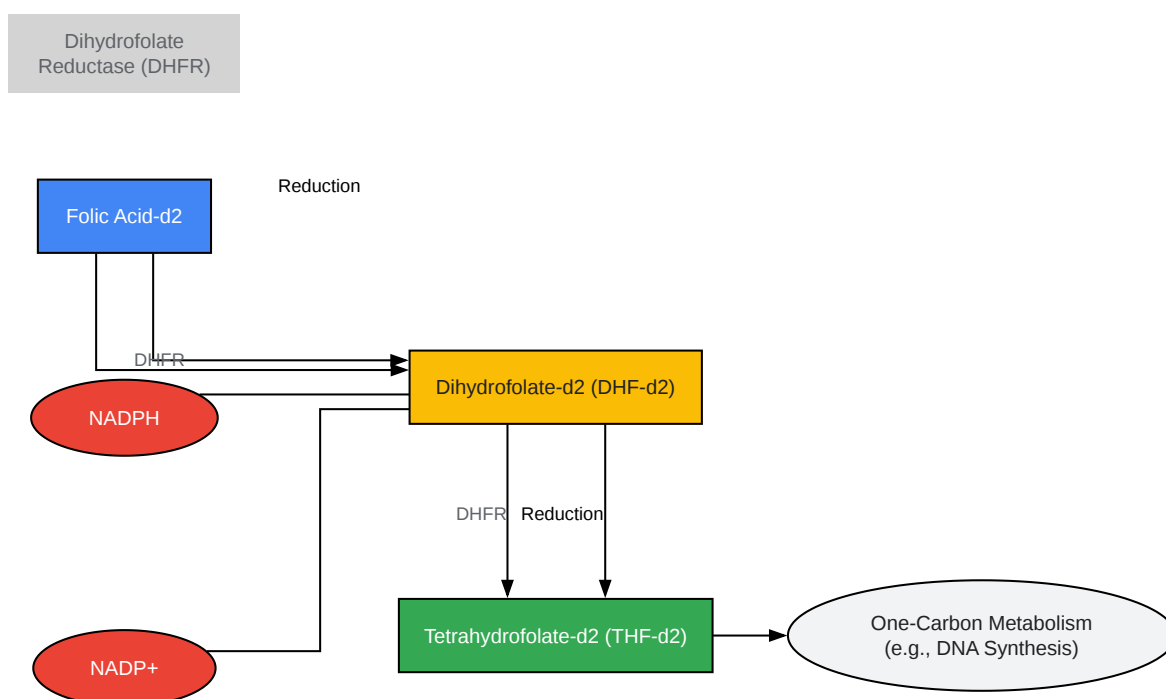 Dihydrofolate
Reductase (DHFR)
Reduction
Folic Acid-d2
DHFR
Dihydrofolate-d2 (DHF-d2)
NADPH
DHFR
Reduction
One-Carbon Metabolism
(e.g., DNA Synthesis)
Tetrahydrofolate-d2 (THF-d2)
NADP+